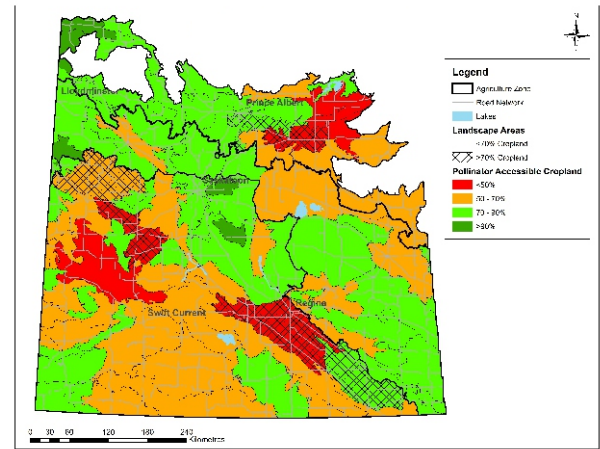 N
Lloydminster
Prince Albert
Saskatoon
Swift Current
Regina
Legend
Agriculture Zone
Road Network
Lakes
Landscape Areas
<70% Cropland
>70% Cropland
Pollinator Accessible Cropland
<50%
50 - 70%
70 - 90%
>90%
0 30 60 120 180 240
Kilometres